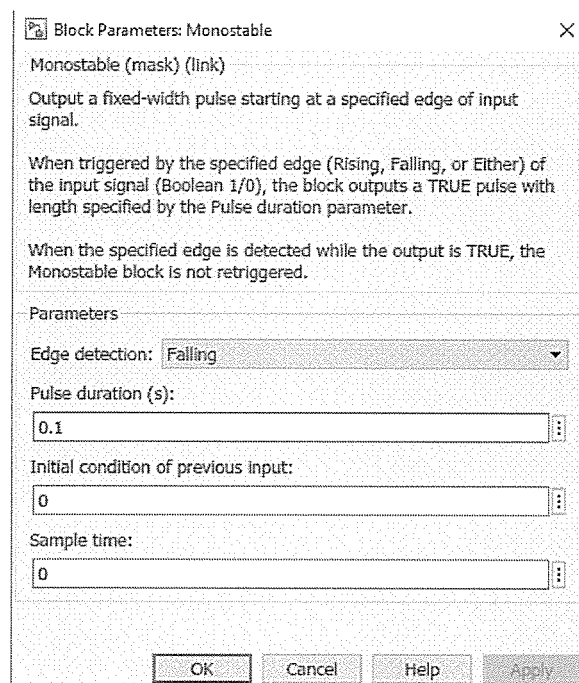 Block Parameters: Monostable
Monostable (mask) (link)
Output a fixed-width pulse starting at a specified edge of input
signal.
When triggered by the specified edge (Rising, Falling, or Either) of
the input signal (Boolean 1/0), the block outputs a TRUE pulse with
length specified by the Pulse duration parameter.
When the specified edge is detected while the output is TRUE, the
Monostable block is not retriggered.
Parameters
Edge detection: Falling
Pulse duration (s):
0.1
Initial condition of previous input:
0
Sample time:
0
OK Cancel Help Apply